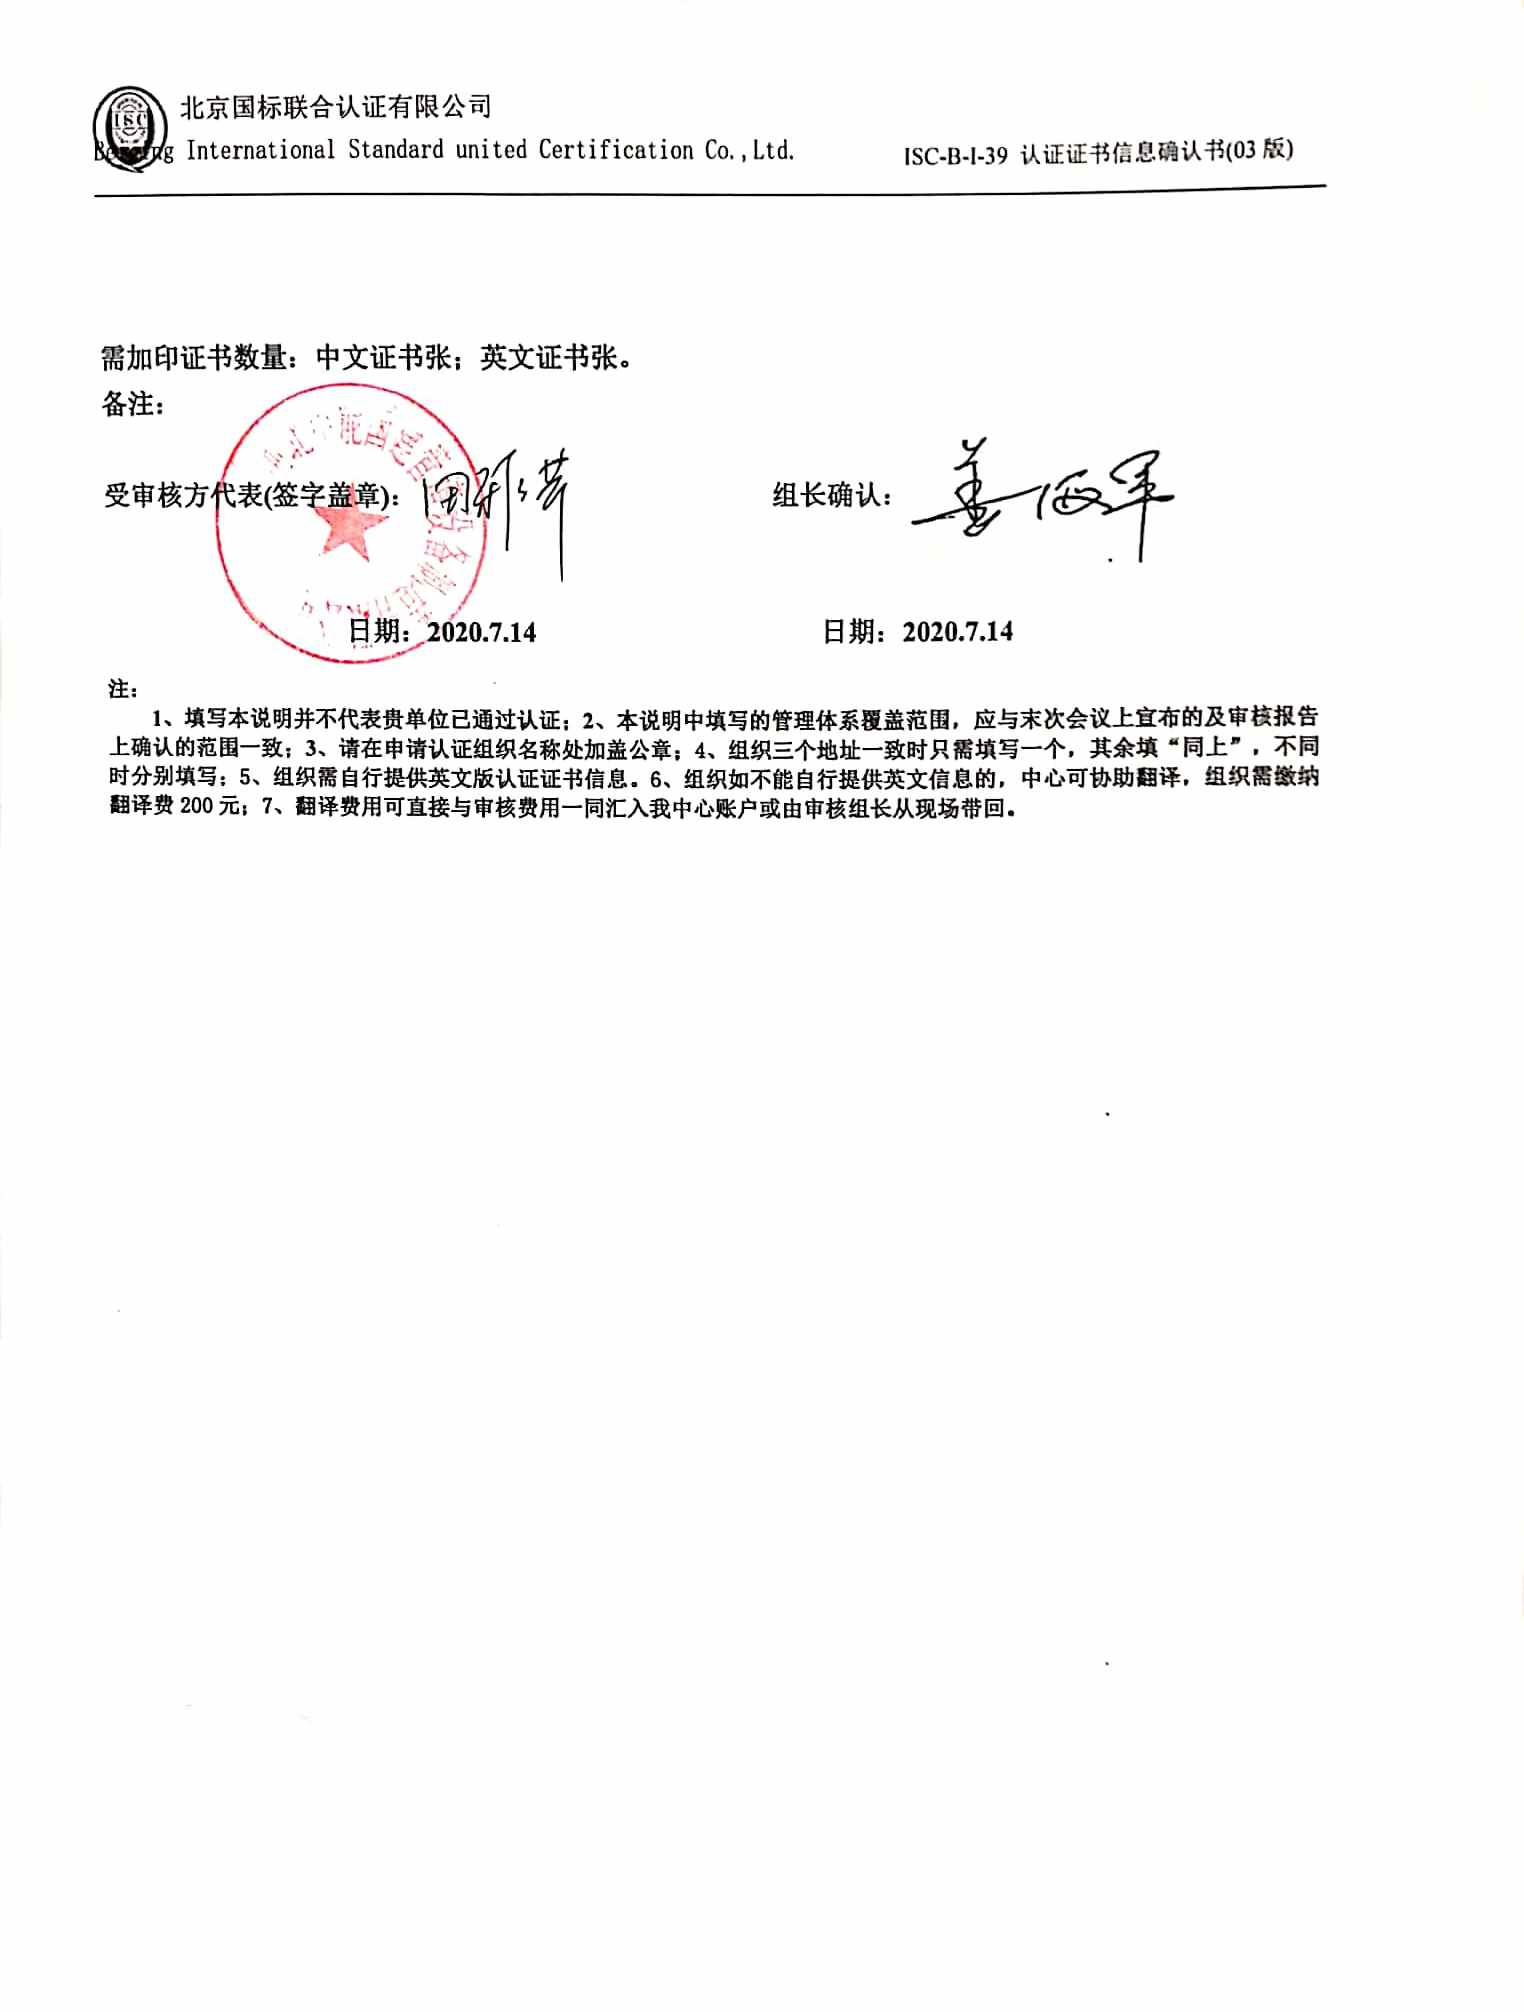 北京国标联合认证有限公司
Beijing International Standard united Certification Co.,Ltd.
ISC-B-I-39 认证证书信息确认书(03 版)
ISC
需加印证书数量：中文证书张；英文证书张。
备注：
受审核方代表(签字盖章)：
组长确认：
日期：2020.7.14
日期：2020.7.14
注：
1、填写本说明并不代表贵单位已通过认证；2、本说明中填写的管理体系覆盖范围，应与末次会议上宣布的及审核报告
上确认的范围一致；3、请在申请认证组织名称处加盖公章；4、组织三个地址一致时只需填写一个，其余填“同上”，不同
时分别填写；5、组织需自行提供英文版认证证书信息。6、组织如不能自行提供英文信息的，中心可协助翻译，组织需缴纳
翻译费 200 元；7、翻译费用可直接与审核费用一同汇入我中心账户或由审核组长从现场带回。